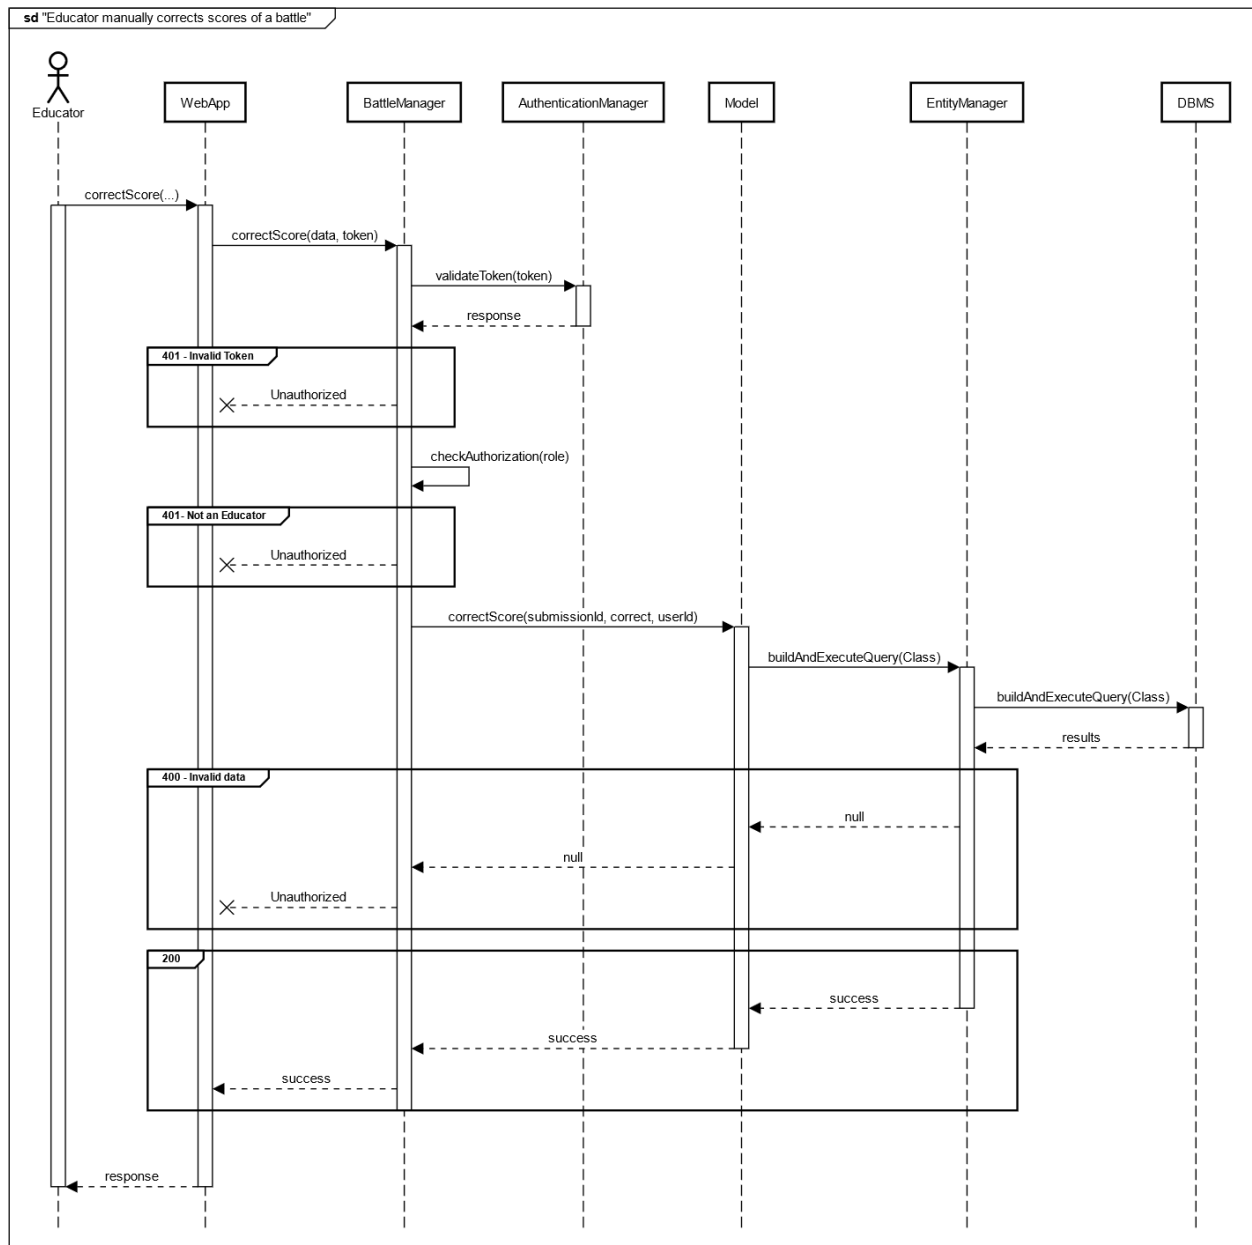 sd "Educator manually corrects scores of a battle"
Educator
WebApp
BattleManager
AuthenticationManager
Model
EntityManager
DBMS
correctScore(...)
correctScore(data, token)
validateToken(token)
response
401 - Invalid Token
Unauthorized
checkAuthorization(role)
401- Not an Educator
Unauthorized
correctScore(submissionId, correct, userId)
buildAndExecuteQuery(Class)
buildAndExecuteQuery(Class)
results
400 - Invalid data
null
null
Unauthorized
200
success
success
success
response